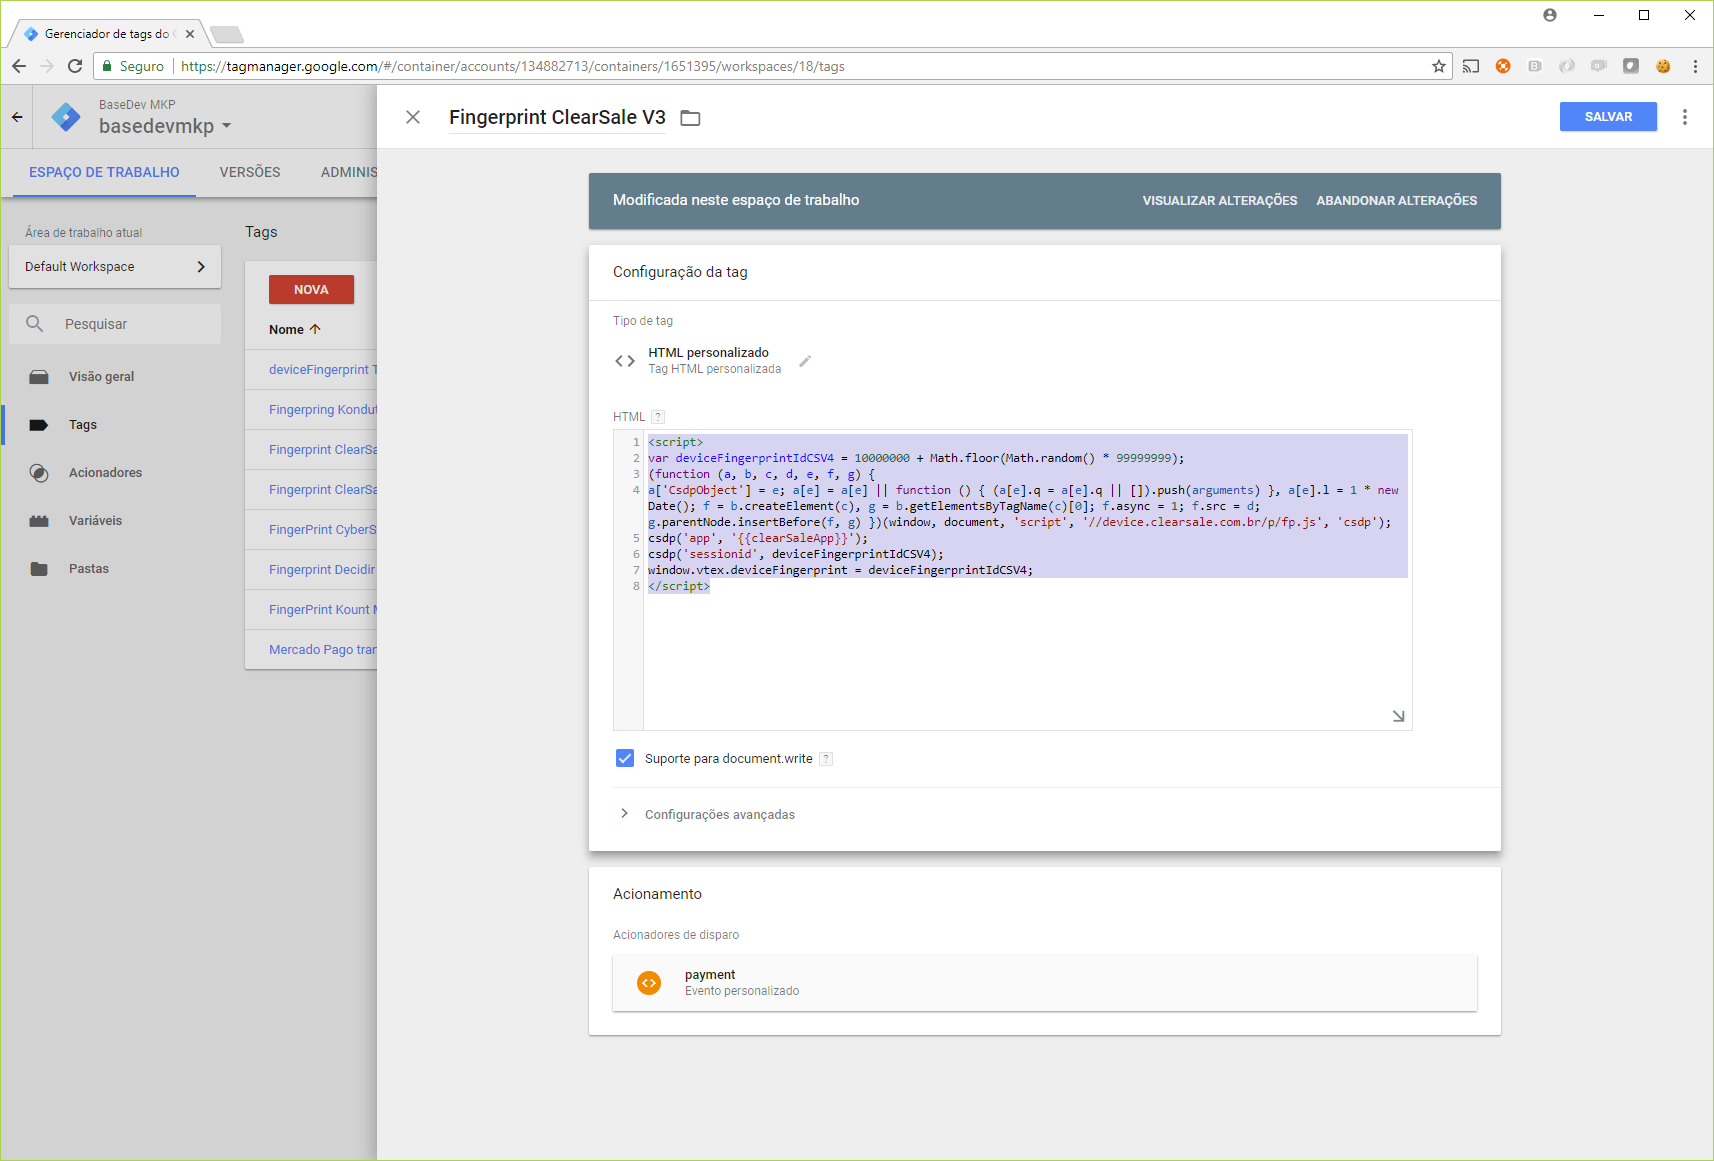 Gerenciador de tags do
Seguro
https://tagmanager.google.com/#/container/accounts/134882713/containers/1651395/workspaces/18/tags
BaseDev MKP
basedevmkp
Fingerprint ClearSale V3
SALVAR
ESPAÇO DE TRABALHO
VERSÕES
ADMINIS
Modificada neste espaço de trabalho
VISUALIZAR ALTERAÇÕES
ABANDONAR ALTERAÇÕES
Área de trabalho atual
Default Workspace
Pesquisar
Visão geral
Tags
Acionadores
Variáveis
Pastas
Tags
NOVA
Nome
deviceFingerprint T
Fingerpring Kondut
Fingerprint ClearSa
Fingerprint ClearSa
FingerPrint CyberS
Fingerprint Decidir
FingerPrint Kount M
Mercado Pago tran
Configuração da tag
Tipo de tag
HTML personalizado
Tag HTML personalizada
HTML ?
1 <script>
2 var deviceFingerprintIdCSV4 = 10000000 + Math.floor(Math.random() * 99999999);
3 (function (a, b, c, d, e, f, g) {
4 a['CsdpObject'] = e; a[e] = a[e] || function () { (a[e].q = a[e].q || []).push(arguments) }, a[e].l = 1 * new
Date(); f = b.createElement(c), g = b.getElementsByTagName(c)[0]; f.async = 1; f.src = d;
g.parentNode.insertBefore(f, g) })(window, document, 'script', '//device.clearsale.com.br/p/fp.js', 'csdp');
5 csdp('app', '{{clearSaleApp}}');
6 csdp('sessionid', deviceFingerprintIdCSV4);
7 window.vtex.deviceFingerprint = deviceFingerprintIdCSV4;
8 </script>
Suporte para document.write ?
Configurações avançadas
Acionamento
Acionadores de disparo
payment
Evento personalizado